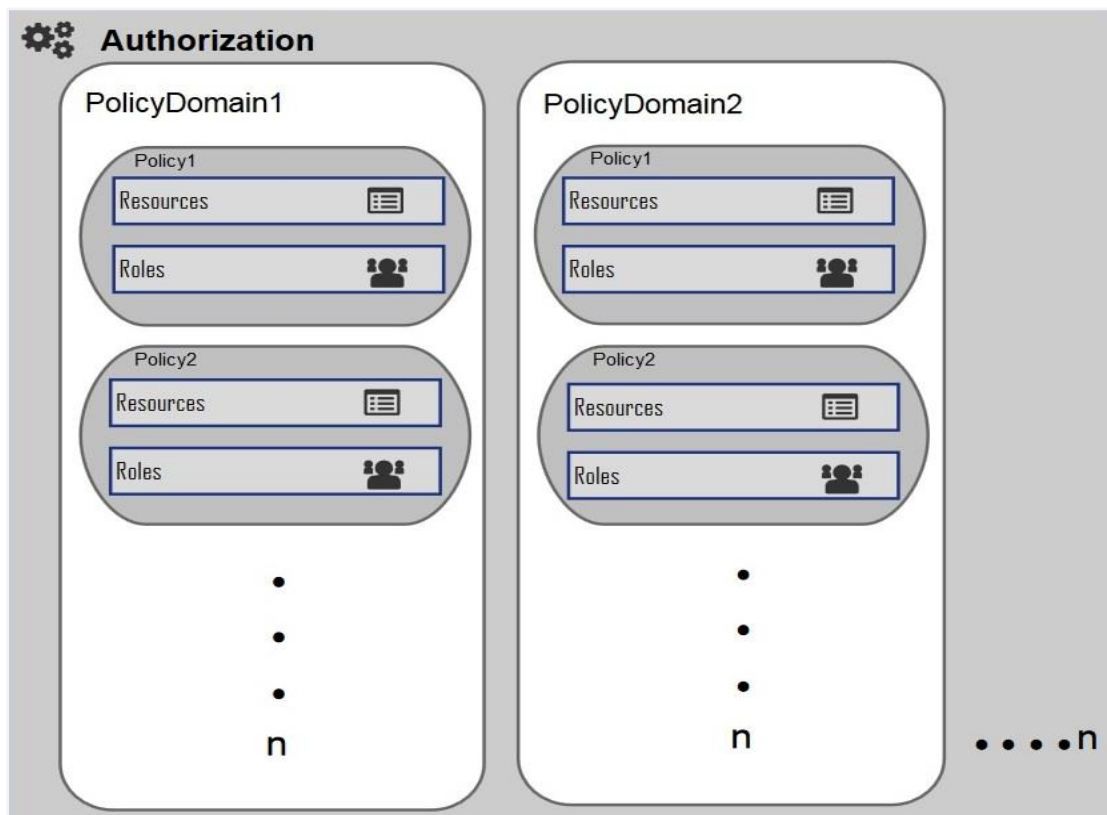 Authorization
PolicyDomain1
Policy1
Resources
Roles
Policy2
Resources
Roles
n
PolicyDomain2
Policy1
Resources
Roles
Policy2
Resources
Roles
n
....n